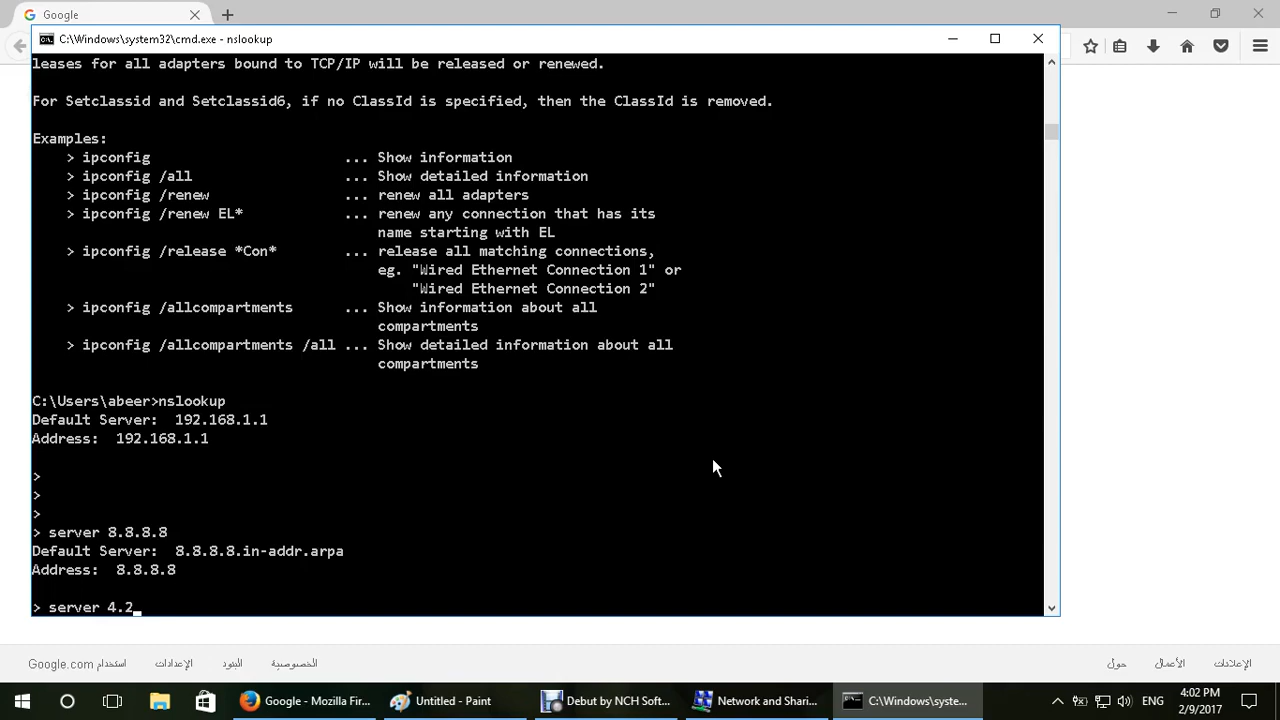 Google
C:\Windows\system32\cmd.exe - nslookup
leases for all adapters bound to TCP/IP will be released or renewed.
For Setclassid and Setclassid6, if no ClassId is specified, then the ClassId is removed.
Examples:
> ipconfig ... Show information
> ipconfig /all ... Show detailed information
> ipconfig /renew ... renew all adapters
> ipconfig /renew EL* ... renew any connection that has its
name starting with EL
> ipconfig /release *Con* ... release all matching connections,
eg. "Wired Ethernet Connection 1" or
"Wired Ethernet Connection 2"
> ipconfig /allcompartments ... Show information about all
compartments
> ipconfig /allcompartments /all ... Show detailed information about all
compartments
C:\Users\abeer>nslookup
Default Server:  192.168.1.1
Address:  192.168.1.1
>
>
>
> server 8.8.8.8
Default Server:  8.8.8.8.in-addr.arpa
Address:  8.8.8.8
> server 4.2_
الإعلانات الأعمال حول الخصوصية البنود الإعدادات استخدام Google.com
Google - Mozilla Fir...
Untitled - Paint
Debut by NCH Soft...
Network and Shari...
C:\Windows\syste...
ENG
4:02 PM
2/9/2017